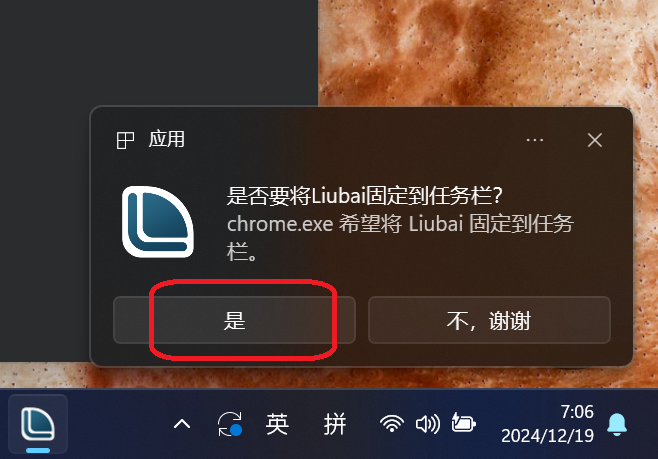 应用
是否要将Liubai固定到任务栏？
chrome.exe 希望将 Liubai 固定到任务
栏。
是
不，谢谢
英 拼
7:06
2024/12/19